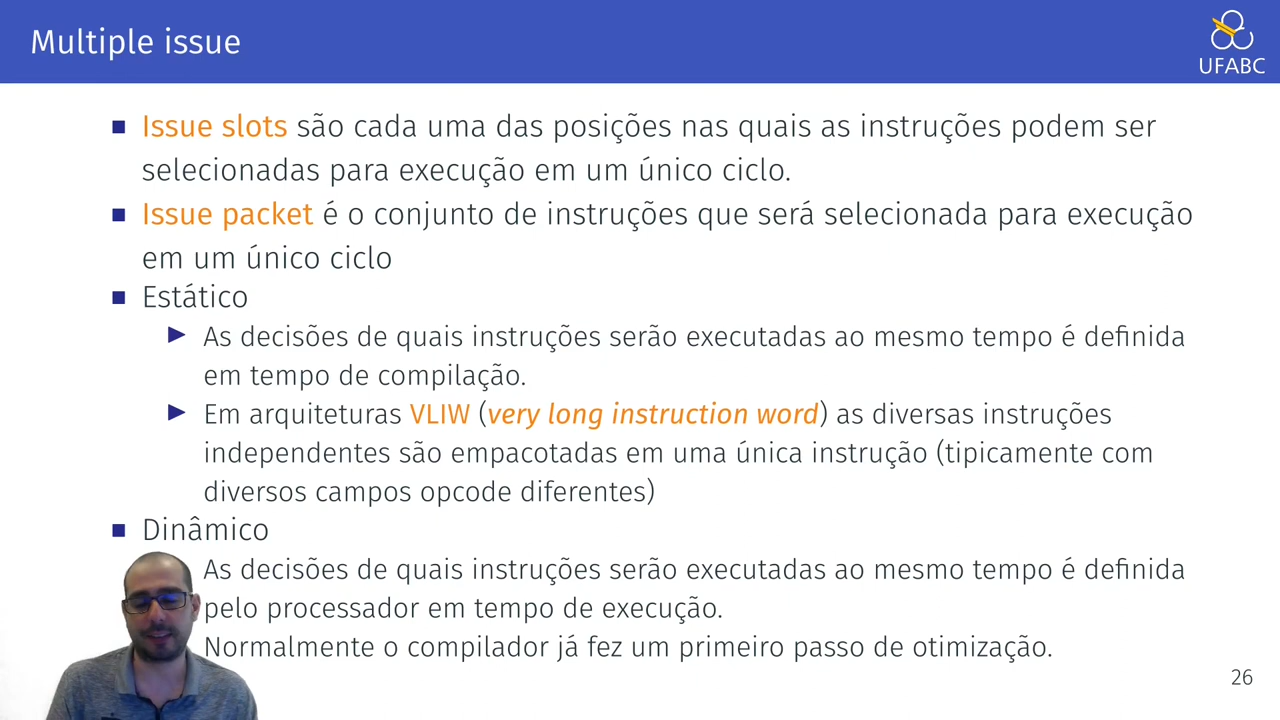 Multiple issue
UFABC
Issue slots são cada uma das posições nas quais as instruções podem ser
selecionadas para execução em um único ciclo.
Issue packet é o conjunto de instruções que será selecionada para execução
em um único ciclo
Estático
As decisões de quais instruções serão executadas ao mesmo tempo é definida
em tempo de compilação.
Em arquiteturas VLIW (very long instruction word) as diversas instruções
independentes são empacotadas em uma única instrução (tipicamente com
diversos campos opcode diferentes)
Dinâmico
As decisões de quais instruções serão executadas ao mesmo tempo é definida
pelo processador em tempo de execução.
Normalmente o compilador já fez um primeiro passo de otimização.
26